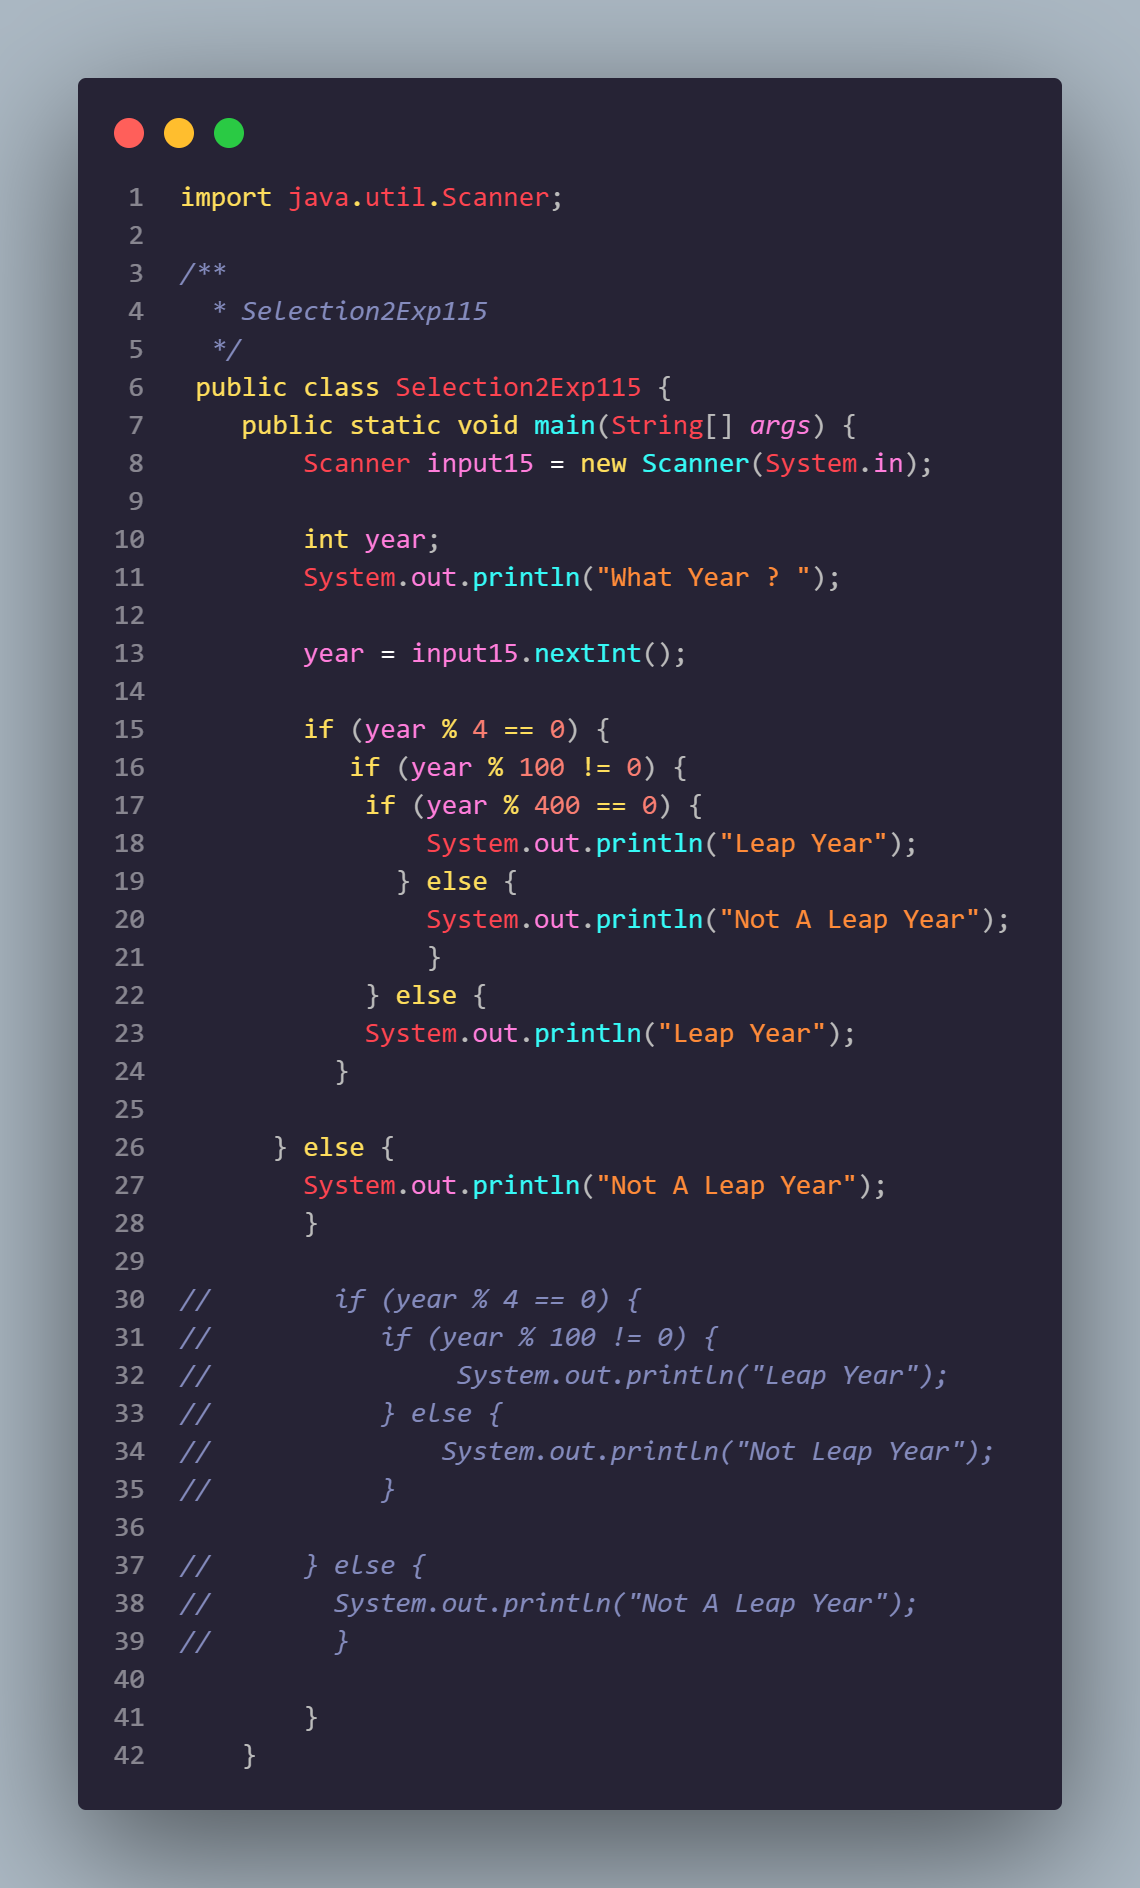 1 import java.util.Scanner;
2
3 /**
4   * Selection2Exp115
5   */
6  public class Selection2Exp115 {
7     public static void main(String[] args) {
8         Scanner input15 = new Scanner(System.in);
9
10         int year;
11         System.out.println("What Year ? ");
12
13         year = input15.nextInt();
14
15         if (year % 4 == 0) {
16            if (year % 100 != 0) {
17             if (year % 400 == 0) {
18                 System.out.println("Leap Year");
19               } else {
20                 System.out.println("Not A Leap Year");
21                 }
22             } else {
23             System.out.println("Leap Year");
24           }
25
26       } else {
27         System.out.println("Not A Leap Year");
28         }
29
30 //        if (year % 4 == 0) {
31 //           if (year % 100 != 0) {
32 //                System.out.println("Leap Year");
33 //           } else {
34 //               System.out.println("Not Leap Year");
35 //           }
36
37 //      } else {
38 //        System.out.println("Not A Leap Year");
39 //        }
40
41         }
42     }